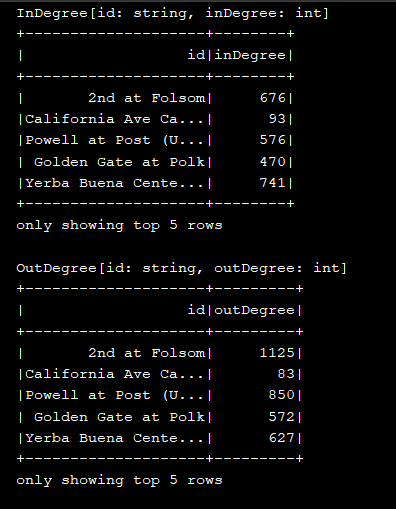 InDegree[id: string, inDegree: int]
+--------------------+--------+
|                  id|inDegree|
+--------------------+--------+
|       2nd at Folsom|     676|
|California Ave Ca...|      93|
|Powell at Post (U...|     576|
| Golden Gate at Polk|     470|
|Yerba Buena Cente...|     741|
+--------------------+--------+
only showing top 5 rows

OutDegree[id: string, outDegree: int]
+--------------------+---------+
|                  id|outDegree|
+--------------------+---------+
|       2nd at Folsom|     1125|
|California Ave Ca...|       83|
|Powell at Post (U...|      850|
| Golden Gate at Polk|      572|
|Yerba Buena Cente...|      627|
+--------------------+---------+
only showing top 5 rows